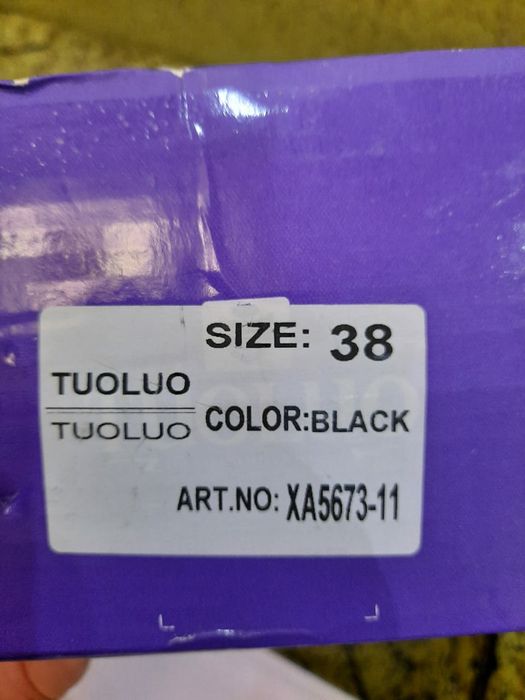 SIZE: 38
TUOLUO
TUOLUO
COLOR:BLACK
ART.NO: XA5673-11